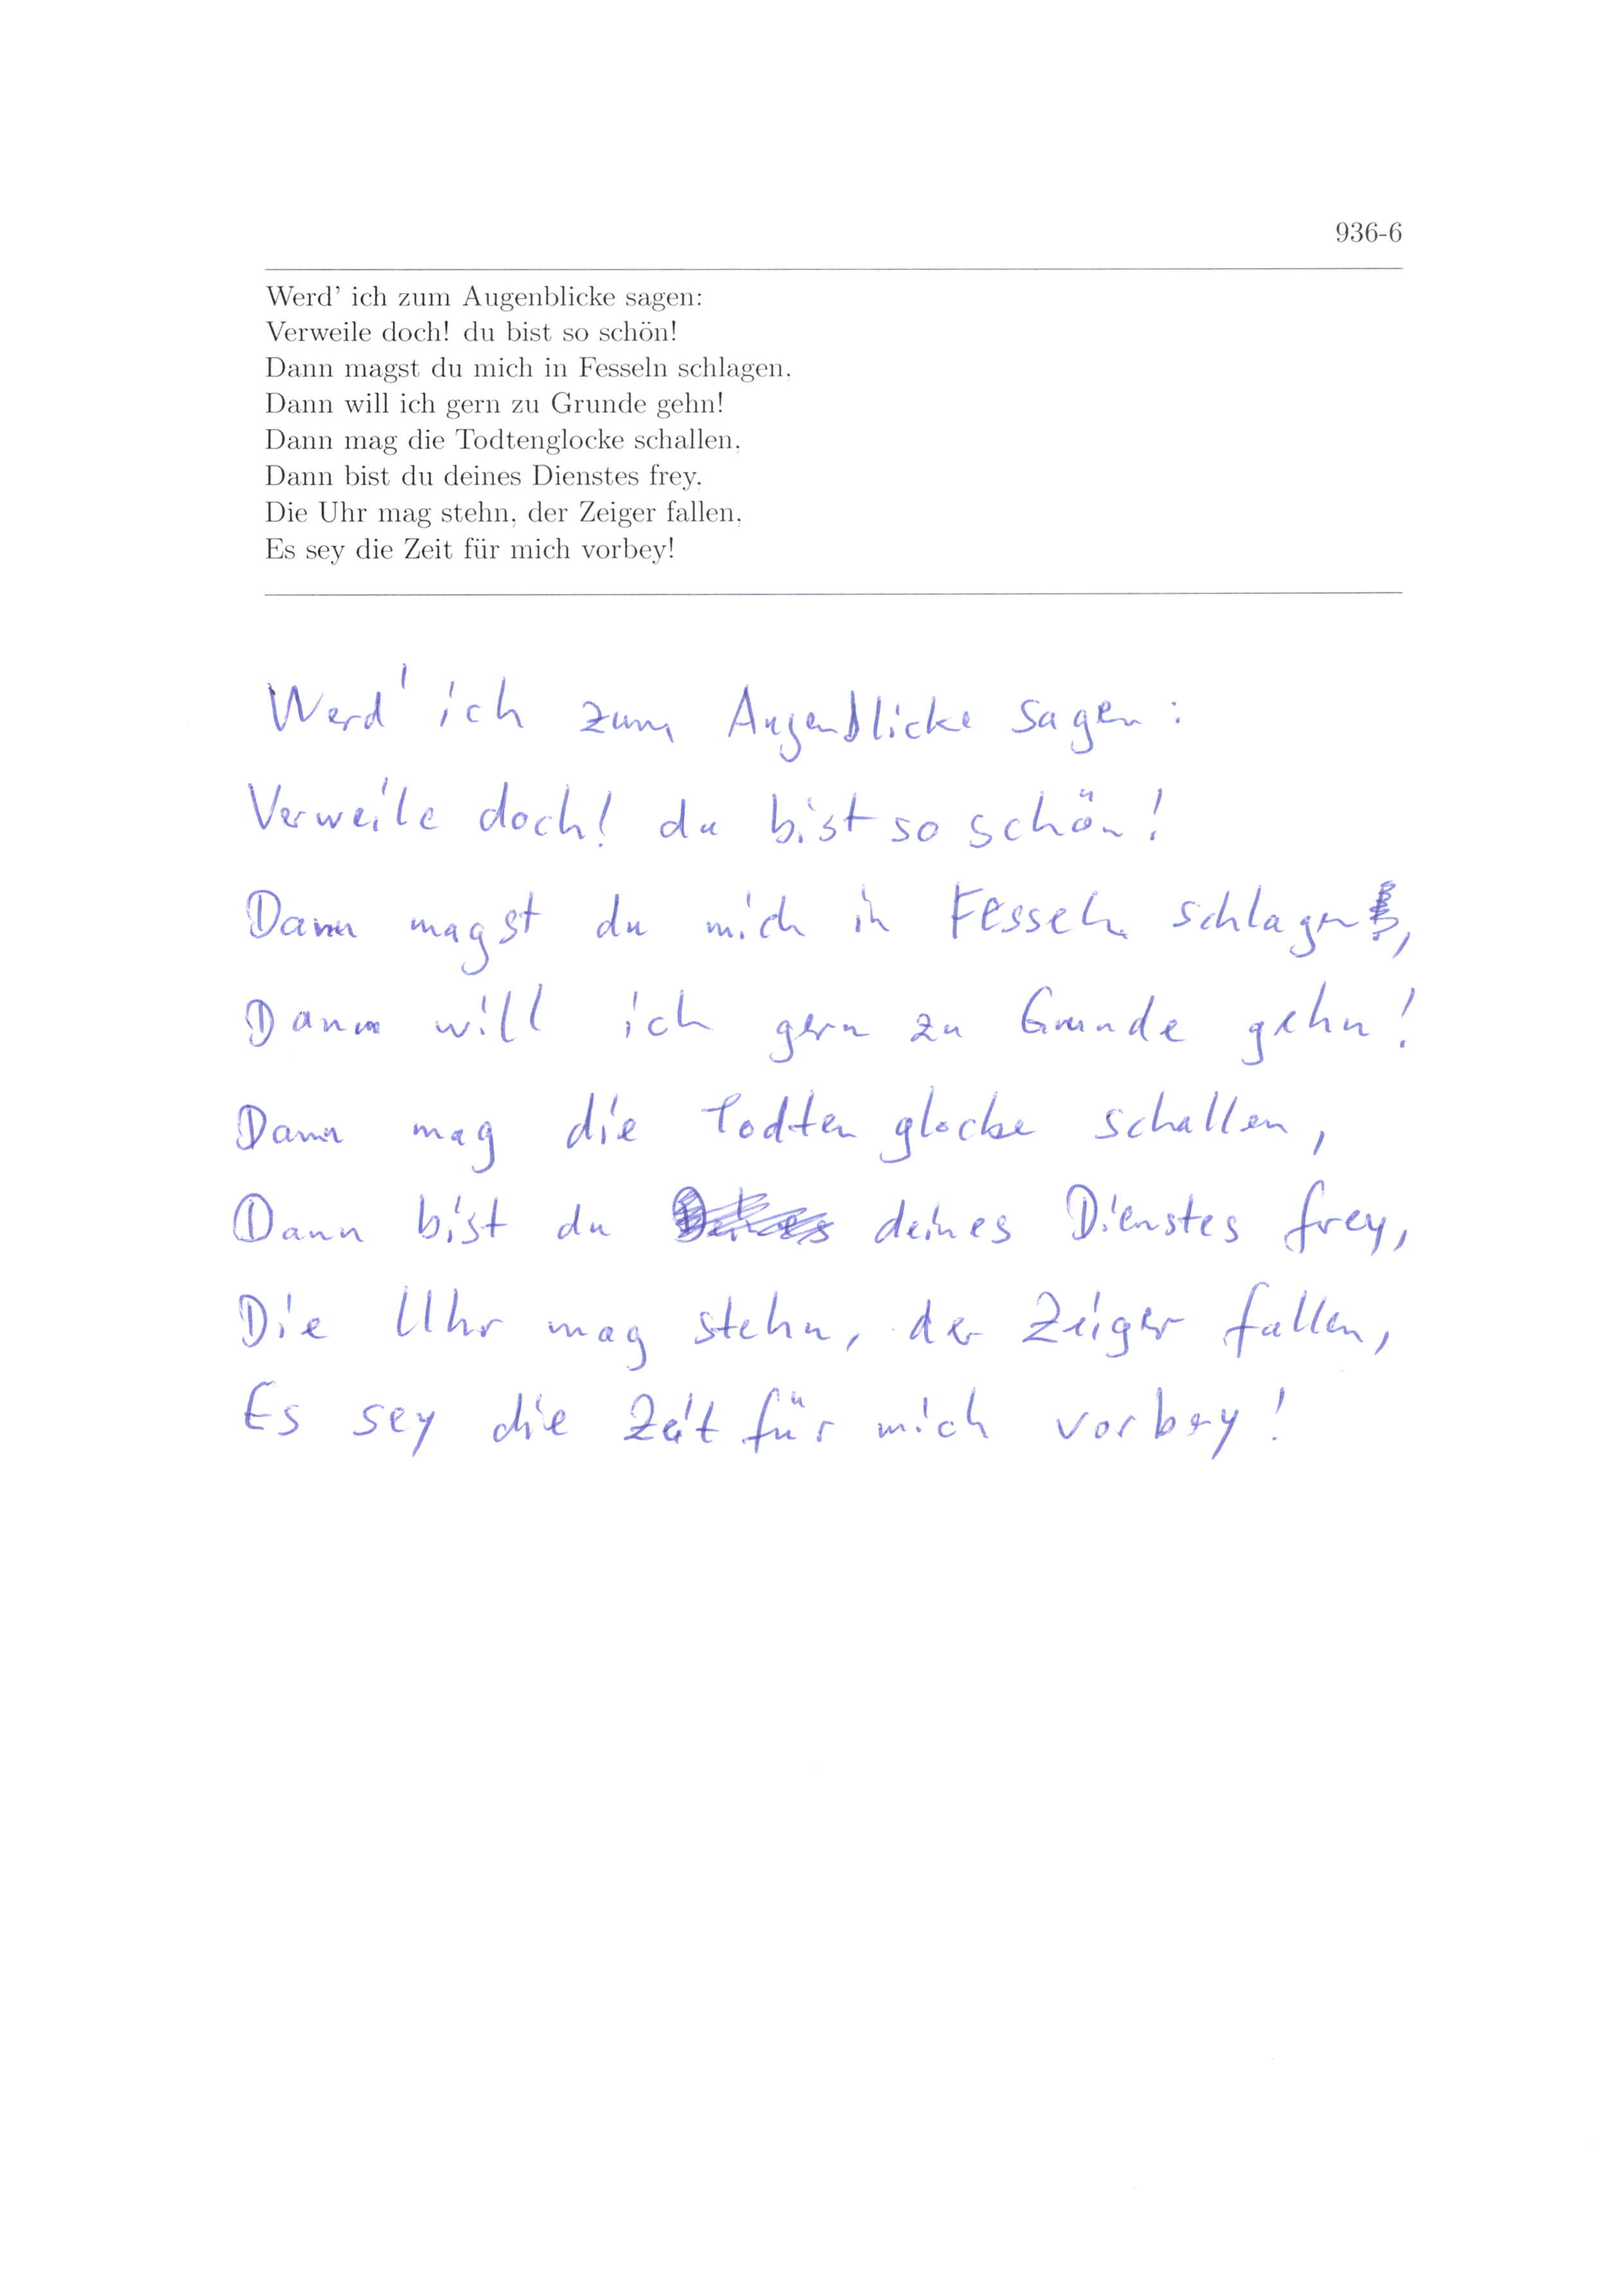 936-6
Werd' ich zum Augenblicke sagen:
Verweile doch! du bist so schön!
Dann magst du mich in Fesseln schlagen,
Dann will ich gern zu Grunde gehn!
Dann mag die Todtenglocke schallen,
Dann bist du deines Dienstes frey,
Die Uhr mag stehn, der Zeiger fallen,
Es sey die Zeit für mich vorbey!
Werd' ich zum Augenblicke sagen:
Verweile doch! du bist so schön!
Dann magst du mich in Fesseln schlagen,
Dann will ich gern zu Grunde gehn!
Dann mag die Todtenglocke schallen,
Dann bist du deines Dienstes frey,
Die Uhr mag stehn, der Zeiger fallen,
Es sey die Zeit für mich vorbey!